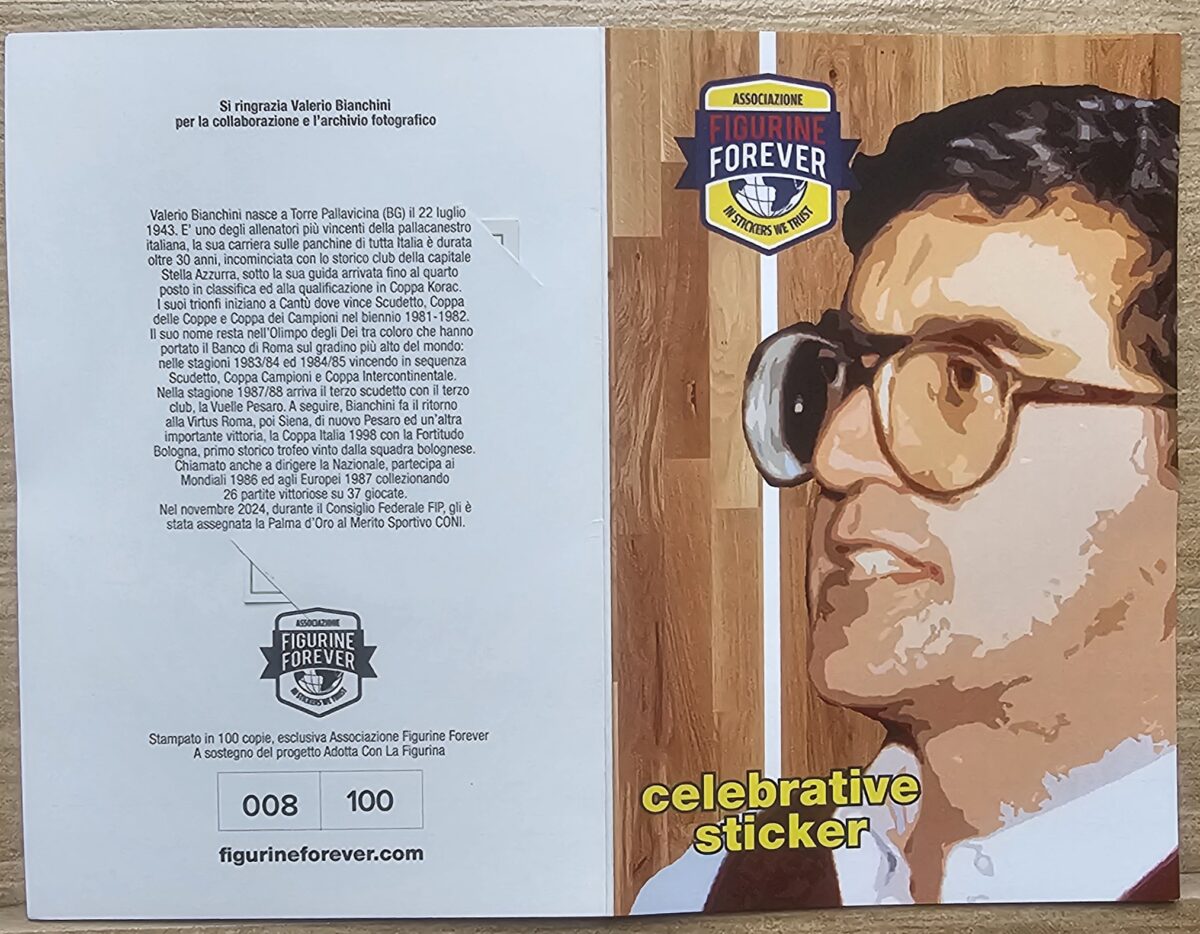 Si ringrazia Valerio Bianchini
per la collaborazione e l'archivio fotografico
Valerio Bianchini nasce a Torre Pallavicina (BG) il 22 luglio
1943. E' uno degli allenatori più vincenti della pallacanestro
italiana, la sua carriera sulle panchine di tutta Italia è durata
oltre 30 anni, incominciata con lo storico club della capitale
Stella Azzurra, sotto la sua guida arrivata fino al quarto
posto in classifica ed alla qualificazione in Coppa Korac.
I suoi trionfi iniziano a Cantù dove vince Scudetto, Coppa
delle Coppe e Coppa dei Campioni nel biennio 1981-1982.
Il suo nome resta nell'Olimpo degli Dei tra coloro che hanno
portato il Banco di Roma sul gradino più alto del mondo:
nelle stagioni 1983/84 ed 1984/85 vincendo in sequenza
Scudetto, Coppa Campioni e Coppa Intercontinentale.
Nella stagione 1987/88 arriva il terzo scudetto con il terzo
club, la Vuelle Pesaro. A seguire, Bianchini fa il ritorno
alla Virtus Roma, poi Siena, di nuovo Pesaro ed un'altra
importante vittoria, la Coppa Italia 1998 con la Fortitudo
Bologna, primo storico trofeo vinto dalla squadra bolognese.
Chiamato anche a dirigere la Nazionale, partecipa ai
Mondiali 1986 ed agli Europei 1987 collezionando
26 partite vittoriose su 37 giocate.
Nel novembre 2024, durante il Consiglio Federale FIP, gli è
stata assegnata la Palma d'Oro al Merito Sportivo CONI.
ASSOCIAZIONE
FIGURINE
FOREVER
IN STICKERS WE TRUST
Stampato in 100 copie, esclusiva Associazione Figurine Forever
A sostegno del progetto Adotta Con La Figurina
008 100
figurineforever.com
ASSOCIAZIONE
FIGURINE
FOREVER
IN STICKERS WE TRUST
celebrative
sticker